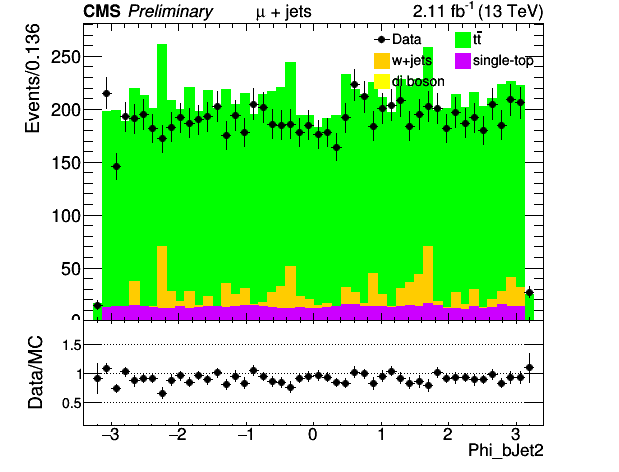 CMS Preliminary μ + jets 2.11 fb⁻¹ (13 TeV)
Events/0.136
Data tt̄
w+jets single-top
di boson
250
200
150
100
50
0
Data/MC
1.5
1
0.5
−3 −2 −1 0 1 2 3
Phi_bJet2